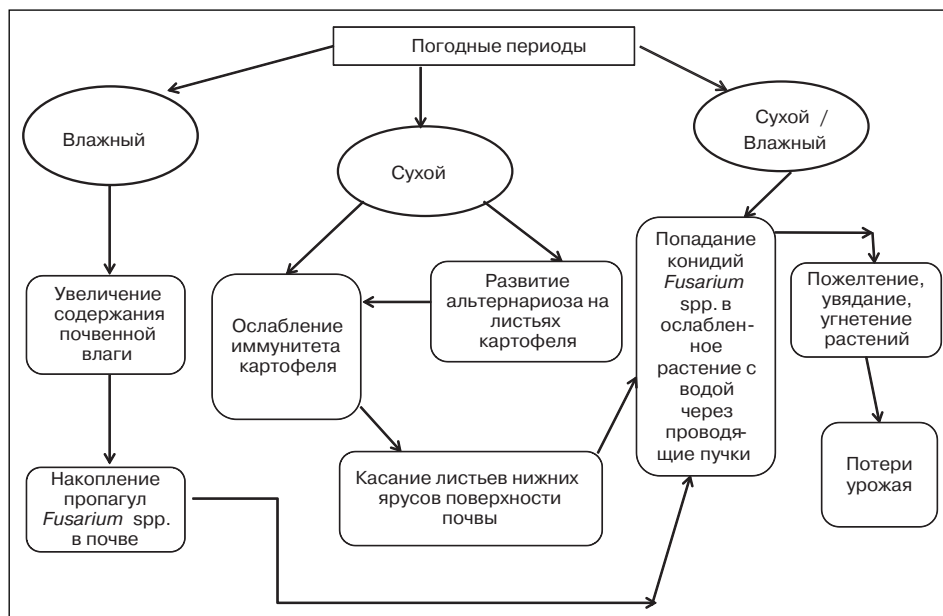 Погодные периоды
Влажный
Сухой
Сухой /
Влажный
Увеличение
содержания
почвенной
влаги
Ослабление
иммунитета
картофеля
Развитие
альтернариоза на
листьях
картофеля
Попадание
конидий
Fusarium
spp. в
ослаблен-
ное
растение с
водой
через
проводя-
щие пучки
Пожелтение,
увядание,
угнетение
растений
Накопление
пропагул
Fusarium spp.
в почве
Касание листьев нижних
ярусов поверхности
почвы
Потери
урожая